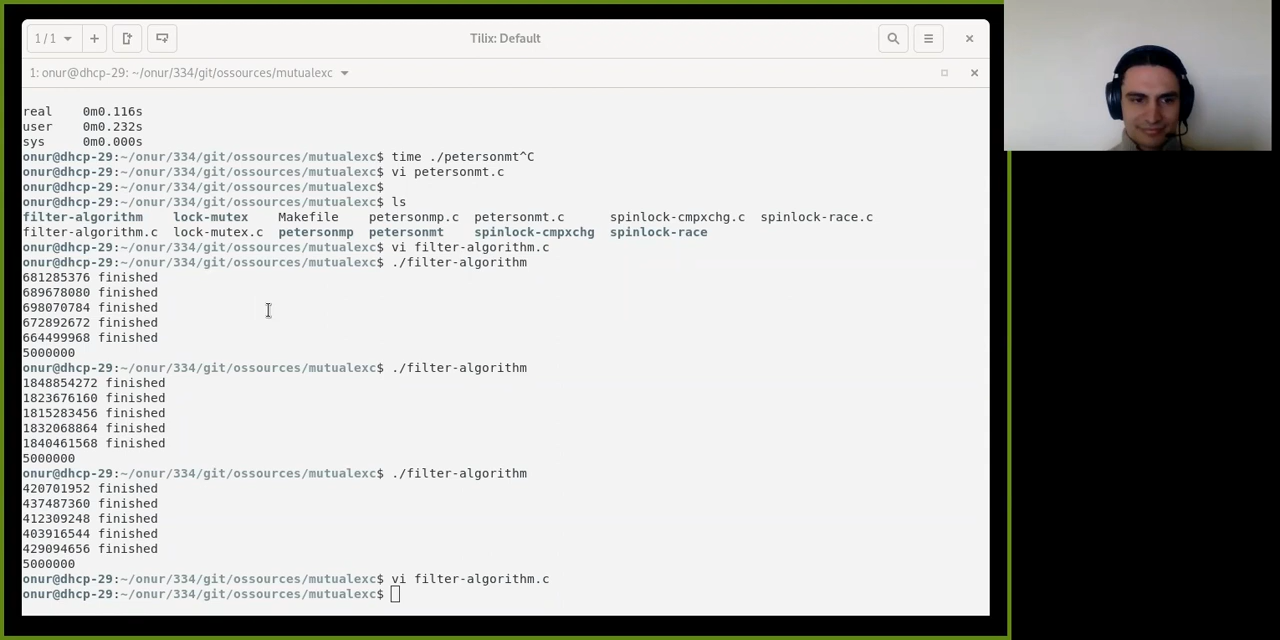 1 / 1
Tilix: Default
1: onur@dhcp-29: ~/onur/334/git/ossources/mutualexc
real    0m0.116s
user    0m0.232s
sys     0m0.000s
onur@dhcp-29:~/onur/334/git/ossources/mutualexc$ time ./petersonmt^C
onur@dhcp-29:~/onur/334/git/ossources/mutualexc$ vi petersonmt.c
onur@dhcp-29:~/onur/334/git/ossources/mutualexc$
onur@dhcp-29:~/onur/334/git/ossources/mutualexc$ ls
filter-algorithm    lock-mutex    Makefile    petersonmp.c  petersonmt.c      spinlock-cmpxchg.c  spinlock-race.c
filter-algorithm.c  lock-mutex.c  petersonmp  petersonmt    spinlock-cmpxchg  spinlock-race
onur@dhcp-29:~/onur/334/git/ossources/mutualexc$ vi filter-algorithm.c
onur@dhcp-29:~/onur/334/git/ossources/mutualexc$ ./filter-algorithm
681285376 finished
689678080 finished
698070784 finished
672892672 finished
664499968 finished
5000000
onur@dhcp-29:~/onur/334/git/ossources/mutualexc$ ./filter-algorithm
1848854272 finished
1823676160 finished
1815283456 finished
1832068864 finished
1840461568 finished
5000000
onur@dhcp-29:~/onur/334/git/ossources/mutualexc$ ./filter-algorithm
420701952 finished
437487360 finished
412309248 finished
403916544 finished
429094656 finished
5000000
onur@dhcp-29:~/onur/334/git/ossources/mutualexc$ vi filter-algorithm.c
onur@dhcp-29:~/onur/334/git/ossources/mutualexc$